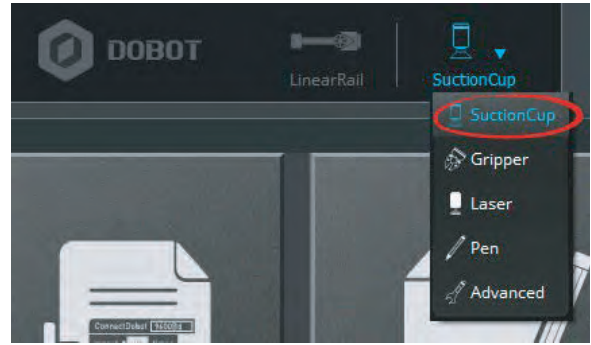 DOBOT
LinearRail
SuctionCup
SuctionCup
Gripper
Laser
Pen
Advanced
ConnectDobot